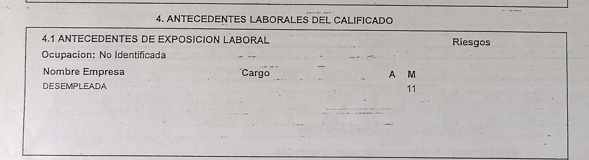 4. ANTECEDENTES LABORALES DEL CALIFICADO
4.1 ANTECEDENTES DE EXPOSICION LABORAL Riesgos
Ocupacion: No Identificada
Nombre Empresa Cargo A M
DESEMPLEADA 11